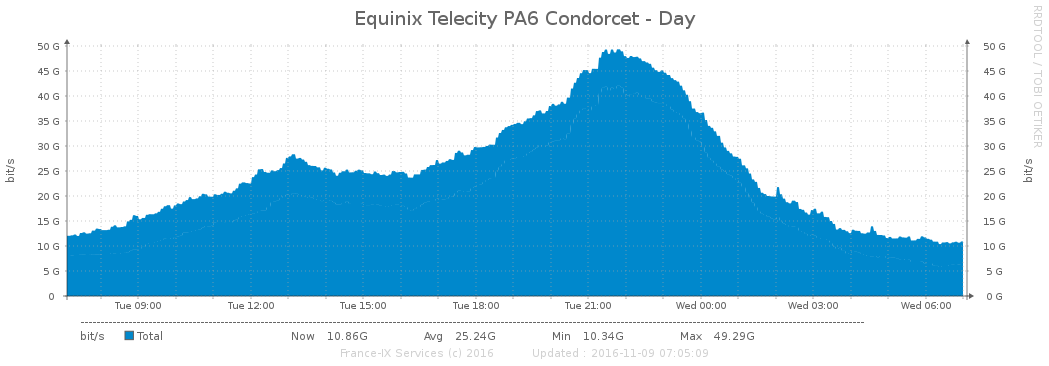 Equinix Telecity PA6 Condorcet - Day
RRDTOOL / TOBI OETIKER
bit/s
bit/s
50 G 50 G
45 G 45 G
40 G 40 G
35 G 35 G
30 G 30 G
25 G 25 G
20 G 20 G
15 G 15 G
10 G 10 G
5 G 5 G
0 0 G
Tue 09:00 Tue 12:00 Tue 15:00 Tue 18:00 Tue 21:00 Wed 00:00 Wed 03:00 Wed 06:00
bit/s Total Now 10.86G Avg 25.24G Min 10.34G Max 49.29G
France-IX Services (c) 2016 Updated : 2016-11-09 07:05:09